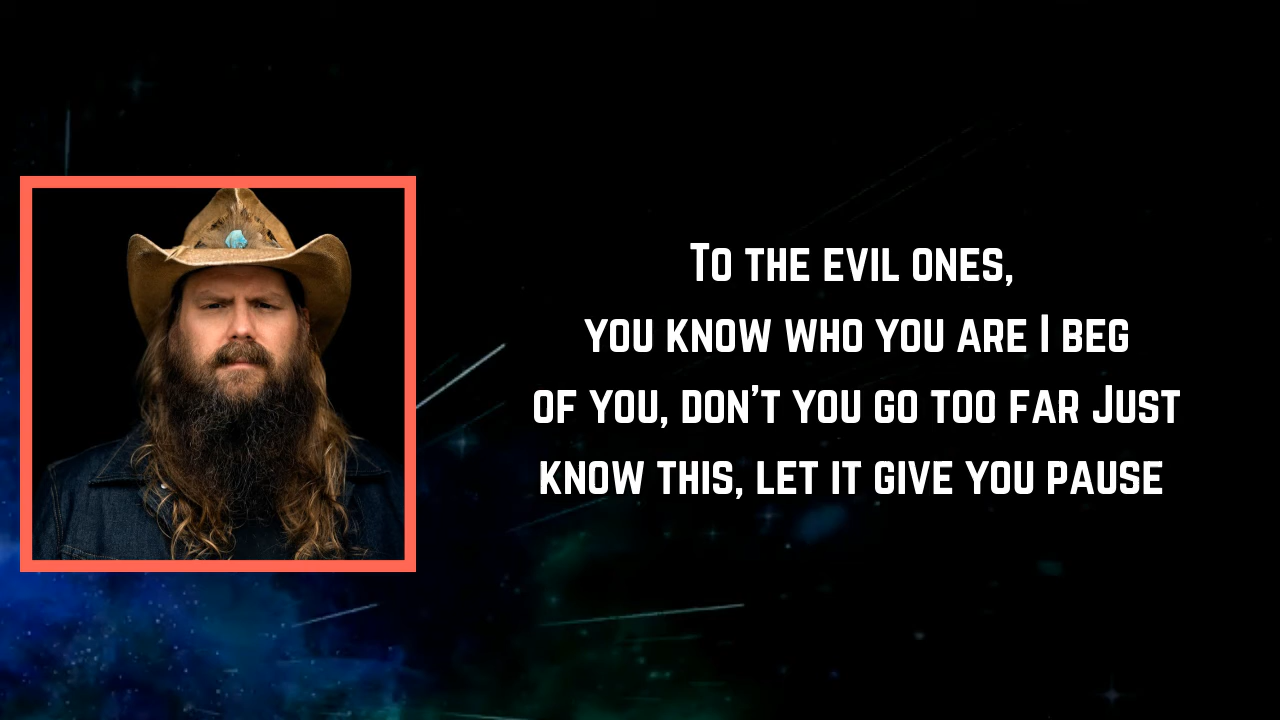 To the evil ones,
you know who you are I beg
of you, don't you go too far Just
know this, let it give you pause